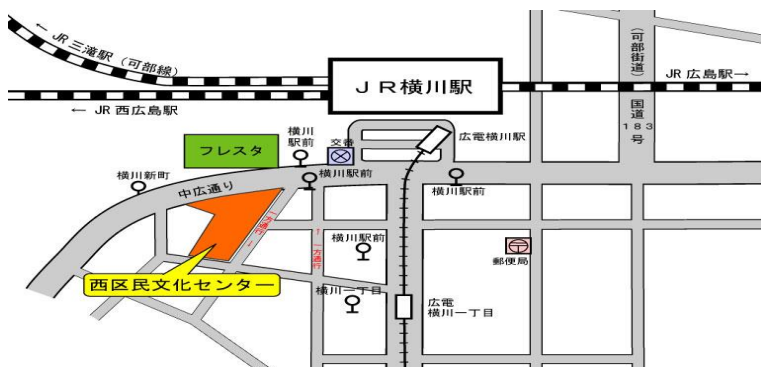 ← JR 三滝駅（可部線）
JR横川駅
（可部街道）
JR 広島駅→
← JR 西広島駅
国道183号
広電横川駅
横川
駅前
交番
フレスタ
横川新町
中広通り
横川駅前
横川駅前
一方通行→
↑一方通行
横川駅前
郵便局
西区民文化センター
横川一丁目
広電
横川一丁目